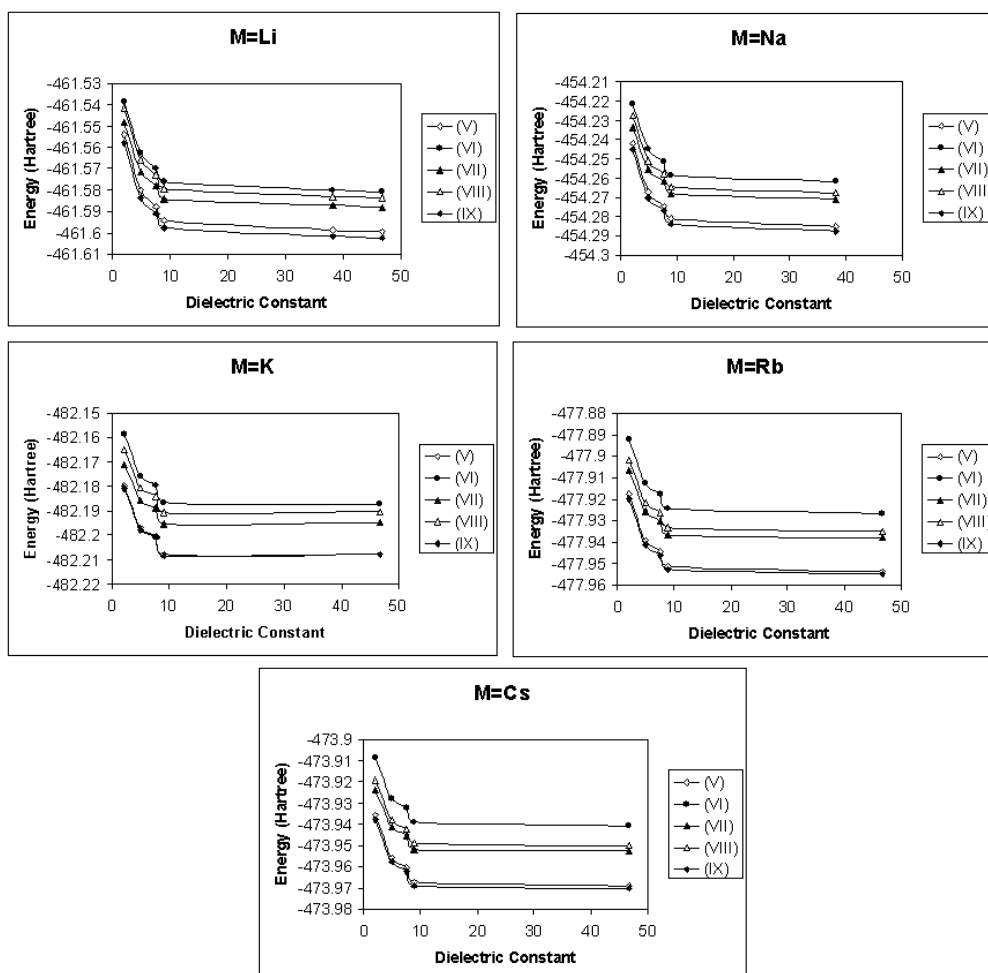 M=Li
Energy (Hartree)
-461.53
-461.54
-461.55
-461.56
-461.57
-461.58
-461.59
-461.6
-461.61
0 10 20 30 40 50
Dielectric Constant
(V)
(VI)
(VII)
(VIII)
(IX)
M=Na
Energy (Hartree)
-454.21
-454.22
-454.23
-454.24
-454.25
-454.26
-454.27
-454.28
-454.29
-454.3
0 10 20 30 40 50
Dielectric Constant
(V)
(VI)
(VII)
(VIII)
(IX)
M=K
Energy (Hartree)
-482.15
-482.16
-482.17
-482.18
-482.19
-482.2
-482.21
-482.22
0 10 20 30 40 50
Dielectric Constant
(V)
(VI)
(VII)
(VIII)
(IX)
M=Rb
Energy (Hartree)
-477.88
-477.89
-477.9
-477.91
-477.92
-477.93
-477.94
-477.95
-477.96
0 10 20 30 40 50
Dielectric Constant
(V)
(VI)
(VII)
(VIII)
(IX)
M=Cs
Energy (Hartree)
-473.9
-473.91
-473.92
-473.93
-473.94
-473.95
-473.96
-473.97
-473.98
0 10 20 30 40 50
Dielectric Constant
(V)
(VI)
(VII)
(VIII)
(IX)